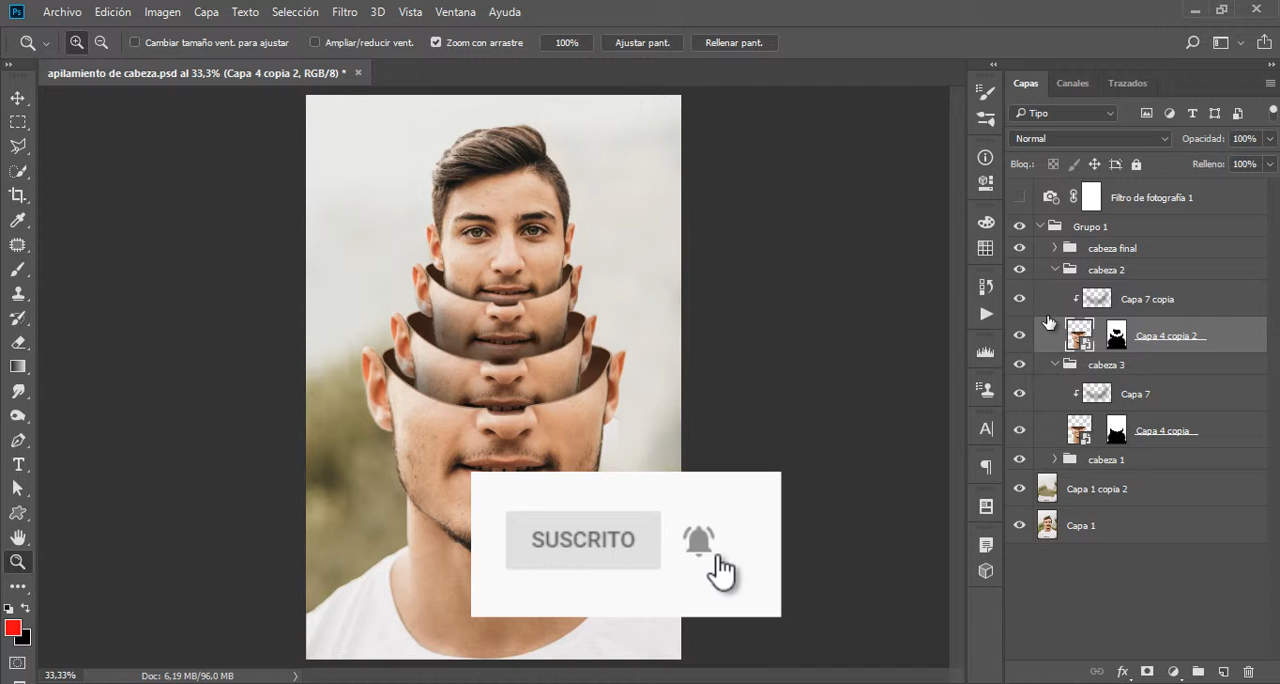 Ps Archivo Edición Imagen Capa Texto Selección Filtro 3D Vista Ventana Ayuda
Cambiar tamaño vent. para ajustar Ampliar/reducir vent. Zoom con arrastre 100% Ajustar pant. Rellenar pant.
apilamiento de cabeza.psd al 33,3% (Capa 4 copia 2, RGB/8) *
Capas Canales Trazados
Tipo
Normal Opacidad: 100%
Bloq.: Relleno: 100%
Filtro de fotografía 1
Grupo 1
cabeza final
cabeza 2
Capa 7 copia
Capa 4 copia 2
cabeza 3
Capa 7
Capa 4 copia
cabeza 1
Capa 1 copia 2
Capa 1
SUSCRITO
33,33% Doc: 6,19 MB/96,0 MB